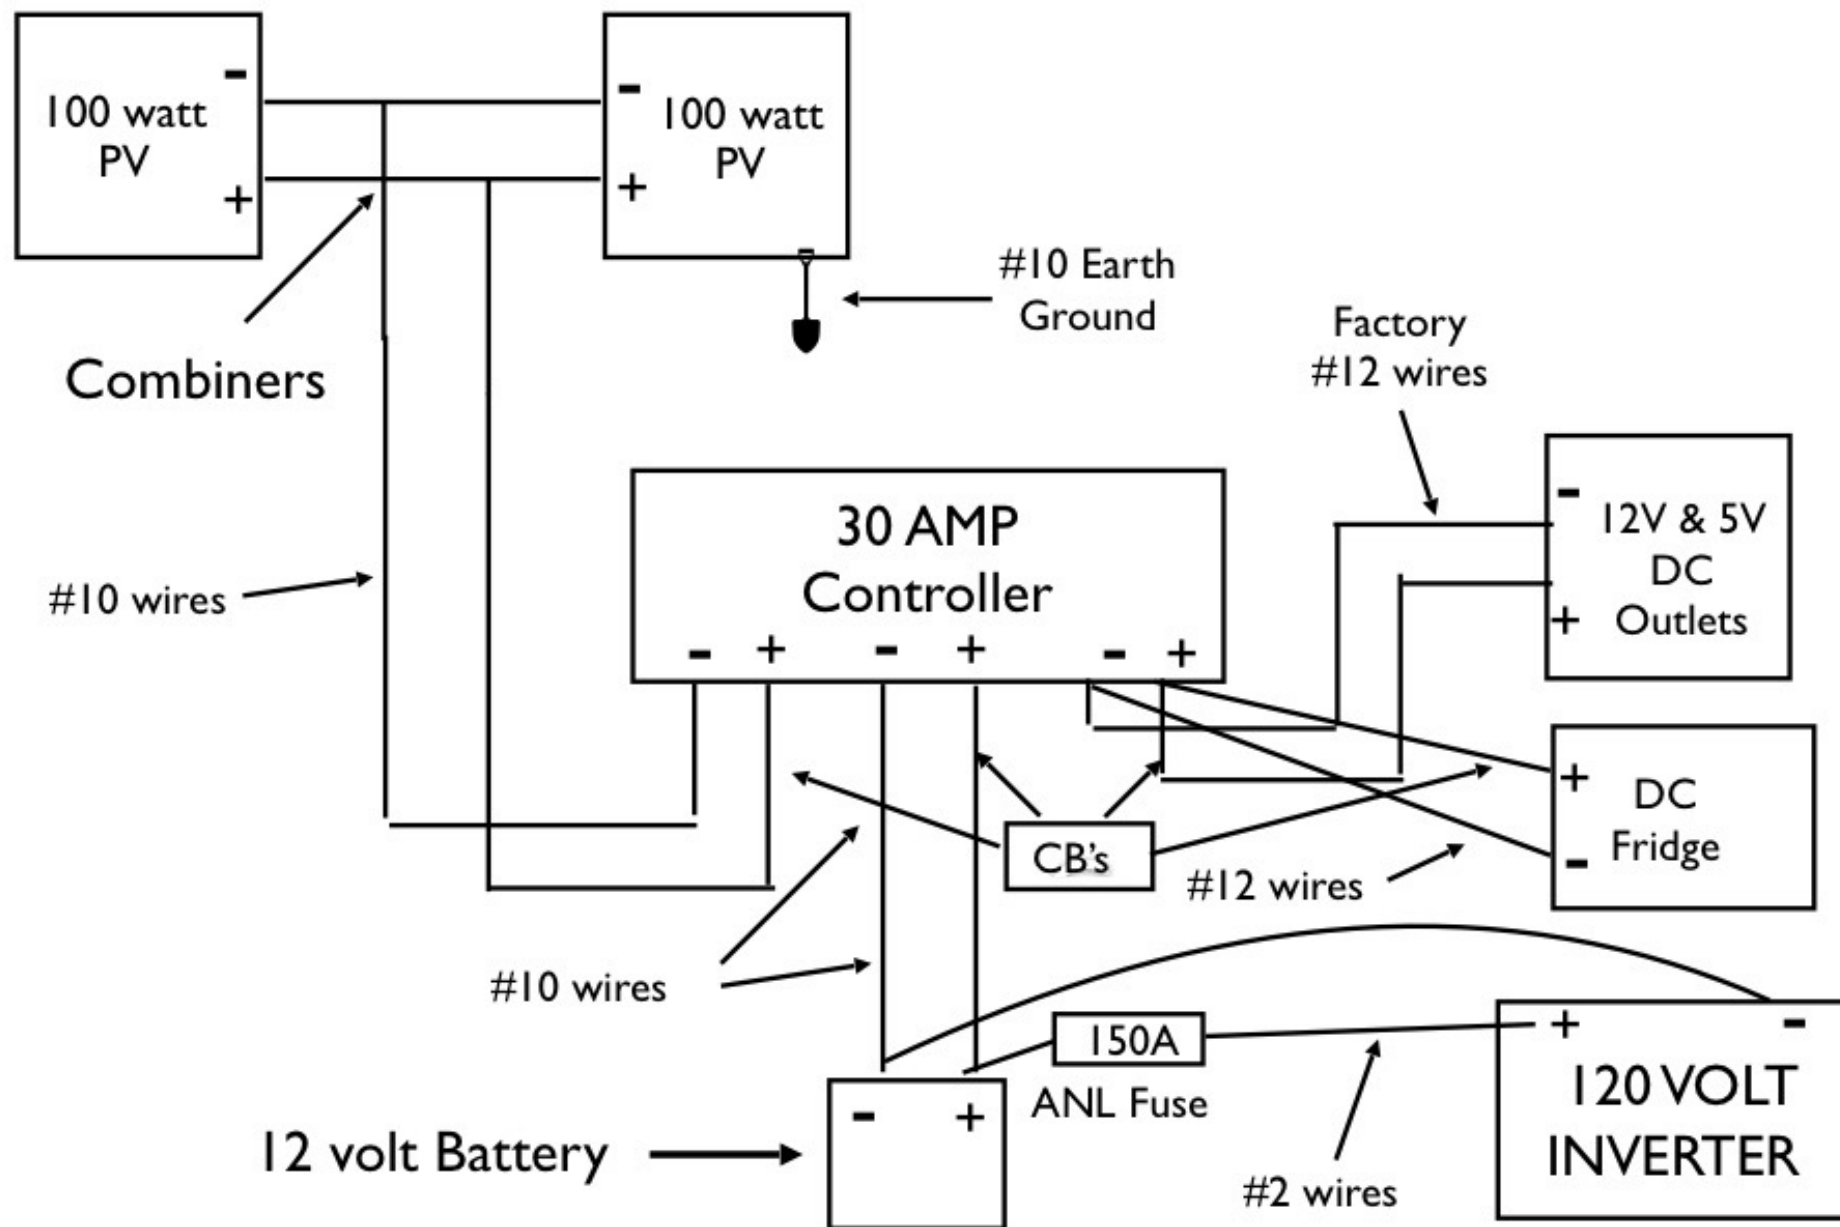 -
100 watt
PV
+
-
100 watt
PV
+
#10 Earth
Ground
Combiners
Factory
#12 wires
30 AMP
Controller
- + - + - +
-
12V & 5V
DC
Outlets
+
#10 wires
+
DC
Fridge
-
CB's
#12 wires
#10 wires
150A
ANL Fuse
+ -
120 VOLT
INVERTER
- +
12 volt Battery
#2 wires